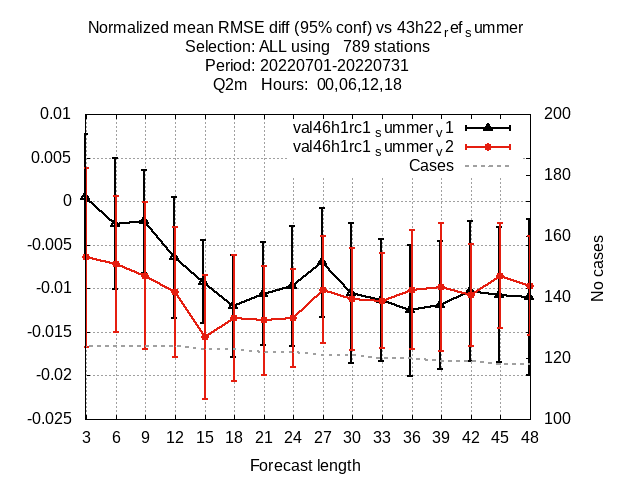 Normalized mean RMSE diff (95% conf) vs 43h22refsummer
Selection: ALL using 789 stations
Period: 20220701-20220731
Q2m Hours: 00,06,12,18
val46h1rc1summerv1
val46h1rc1summerv2
Cases
0.01
0.005
0
-0.005
-0.01
-0.015
-0.02
-0.025
200
180
160
140
120
100
No cases
3 6 9 12 15 18 21 24 27 30 33 36 39 42 45 48
Forecast length